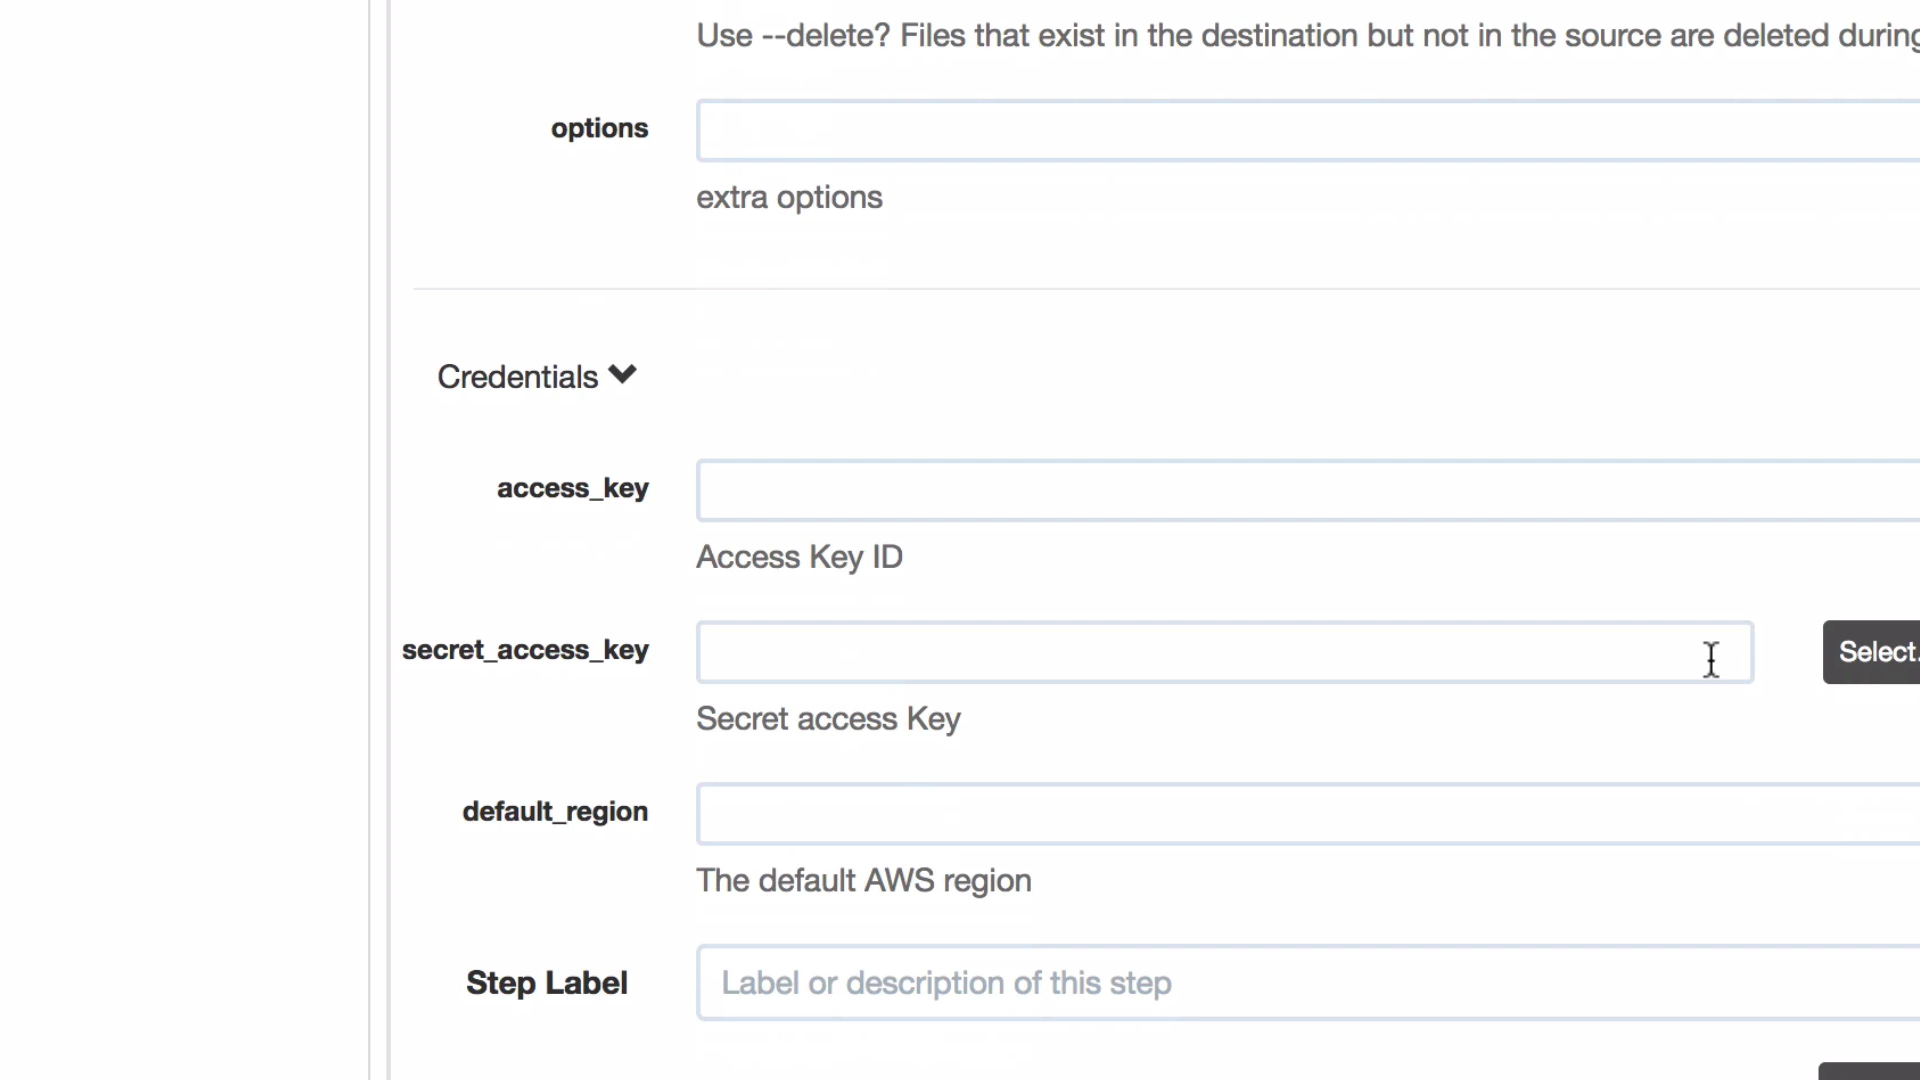 Use --delete? Files that exist in the destination but not in the source are deleted during
options
extra options
Credentials
access_key
Access Key ID
secret_access_key
Select.
Secret access Key
default_region
The default AWS region
Step Label
Label or description of this step